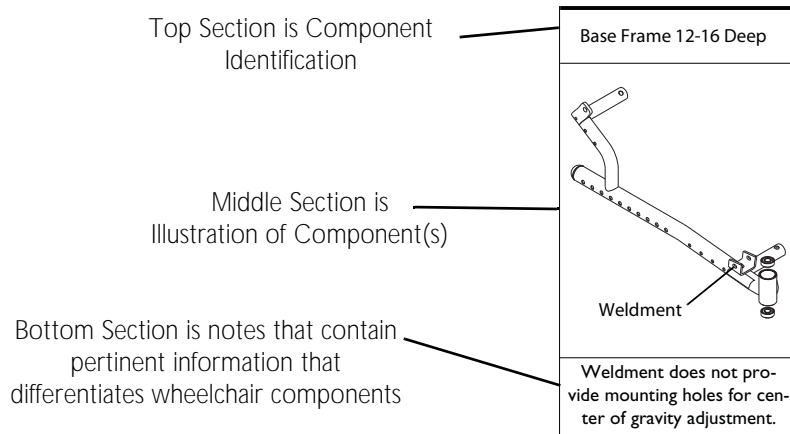 Top Section is Component
Identification
Base Frame 12-16 Deep
Middle Section is
Illustration of Component(s)
Weldment
Bottom Section is notes that contain
pertinent information that
differentiates wheelchair components
Weldment does not pro-
vide mounting holes for cen-
ter of gravity adjustment.